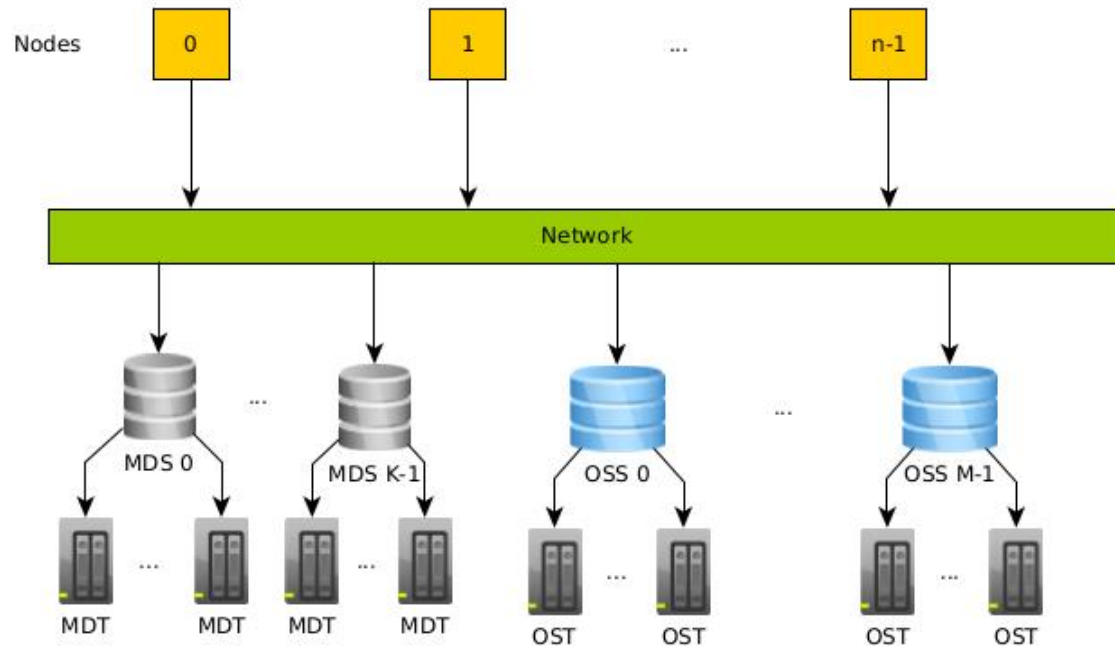 Nodes 0 1 ... n-1
Network
... ...
MDS 0 MDS K-1 OSS 0 OSS M-1
... ... ... ...
MDT MDT MDT MDT OST OST OST OST